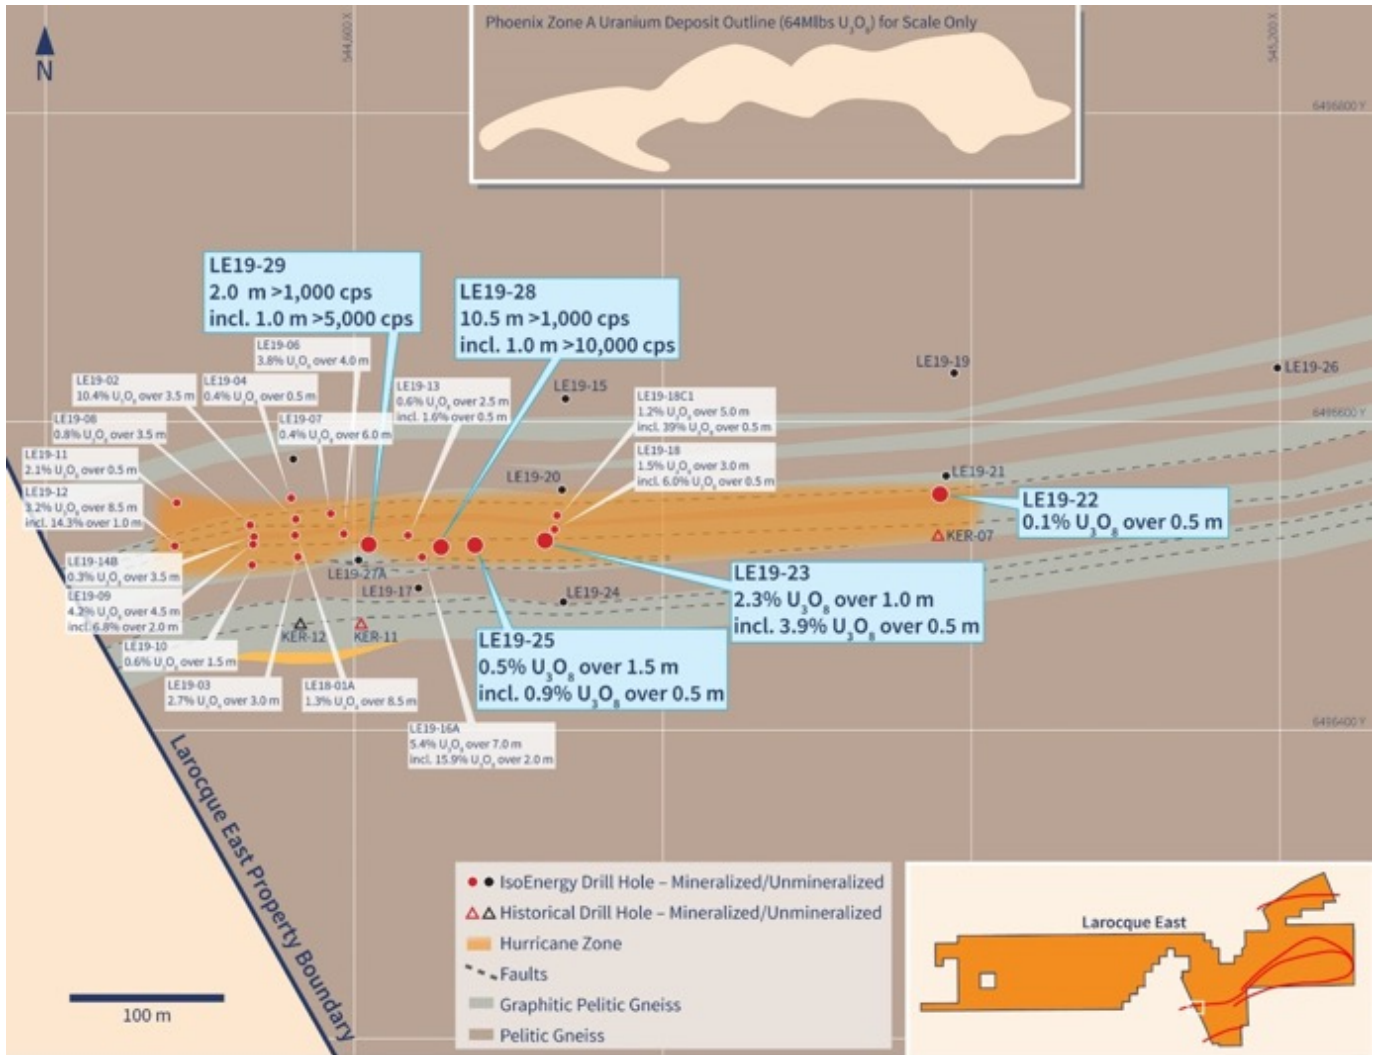 Phoenix Zone A Uranium Deposit Outline (64Mlbs U3O8) for Scale Only
544,600 X
545,200 X
N
6496800 Y
LE19-29
2.0 m >1,000 cps
incl. 1.0 m >5,000 cps
LE19-28
10.5 m >1,000 cps
incl. 1.0 m >10,000 cps
LE19-06
3.8% U3O8 over 4.0 m
LE19-02
10.4% U3O8 over 3.5 m
LE19-04
0.4% U3O8 over 0.5 m
LE19-13
0.6% U3O8 over 2.5 m
incl. 1.6% over 0.5 m
LE19-15
LE19-19
LE19-26
LE19-18C1
1.2% U3O8 over 5.0 m
incl. 39% U3O8 over 0.5 m
6496600 Y
LE19-08
0.8% U3O8 over 3.5 m
LE19-07
0.4% U3O8 over 6.0 m
LE19-11
2.1% U3O8 over 0.5 m
LE19-18
1.5% U3O8 over 3.0 m
incl. 6.0% U3O8 over 0.5 m
LE19-20
LE19-21
LE19-12
3.2% U3O8 over 8.5 m
incl. 14.3% over 1.0 m
LE19-22
0.1% U3O8 over 0.5 m
KER-07
LE19-14B
0.3% U3O8 over 3.5 m
LE19-27A
LE19-17
LE19-24
LE19-23
2.3% U3O8 over 1.0 m
incl. 3.9% U3O8 over 0.5 m
LE19-09
4.2% U3O8 over 4.5 m
incl. 6.8% over 2.0 m
KER-12
KER-11
LE19-25
0.5% U3O8 over 1.5 m
incl. 0.9% U3O8 over 0.5 m
LE19-10
0.6% U3O8 over 1.5 m
LE19-03
2.7% U3O8 over 3.0 m
LE18-01A
1.3% U3O8 over 8.5 m
LE19-16A
5.4% U3O8 over 7.0 m
incl. 15.9% U3O8 over 2.0 m
6496400 Y
Larocque East Property Boundary
100 m
IsoEnergy Drill Hole – Mineralized/Unmineralized
Historical Drill Hole – Mineralized/Unmineralized
Hurricane Zone
Faults
Graphitic Pelitic Gneiss
Pelitic Gneiss
Larocque East